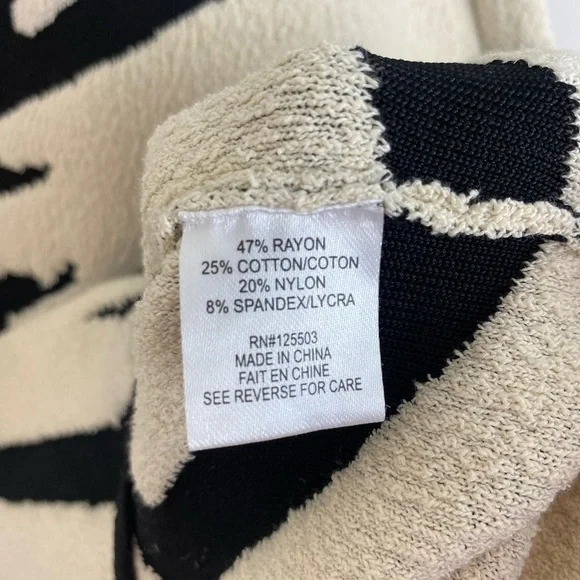 47% RAYON
25% COTTON/COTON
20% NYLON
8% SPANDEX/LYCRA
RN#125503
MADE IN CHINA
FAIT EN CHINE
SEE REVERSE FOR CARE